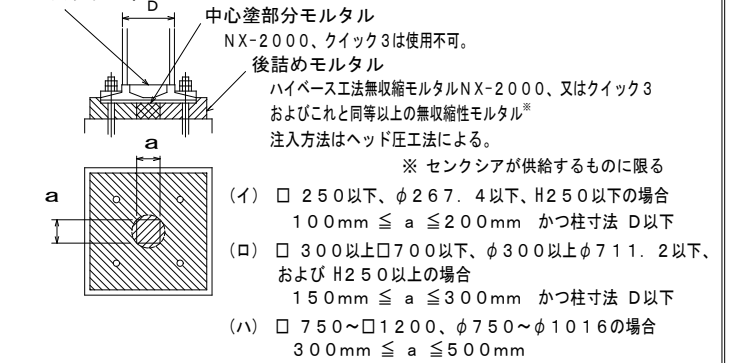 D
中心塗部分モルタル
NX-2000、クイック3は使用不可。
後詰めモルタル
ハイベース工法無収縮モルタルNX-2000、又はクイック3
およびこれと同等以上の無収縮性モルタル※
注入方法はヘッド圧工法による。
※ センクシアが供給するものに限る
a
a
(イ) □ 250以下、φ267.4以下、H250以下の場合
100mm ≦ a ≦200mm かつ柱寸法 D以下
(ロ) □ 300以上□700以下、φ300以上φ711.2以下、
および H250以上の場合
150mm ≦ a ≦300mm かつ柱寸法 D以下
(ハ) □ 750～□1200、φ750～φ1016の場合
300mm ≦ a ≦500mm